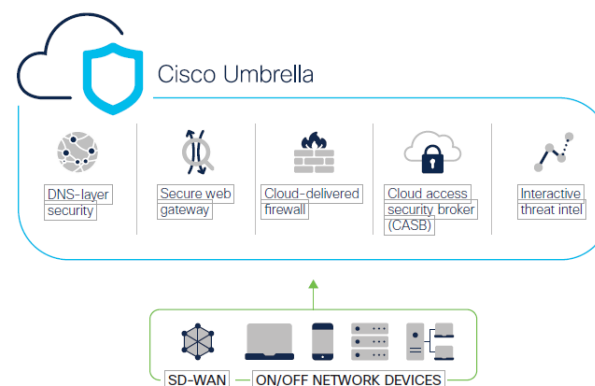 Cisco Umbrella
DNS-layer
security
Secure web
gateway
Cloud-delivered
firewall
Cloud access
security broker
(CASB)
Interactive
threat intel
SD-WAN
ON/OFF NETWORK DEVICES